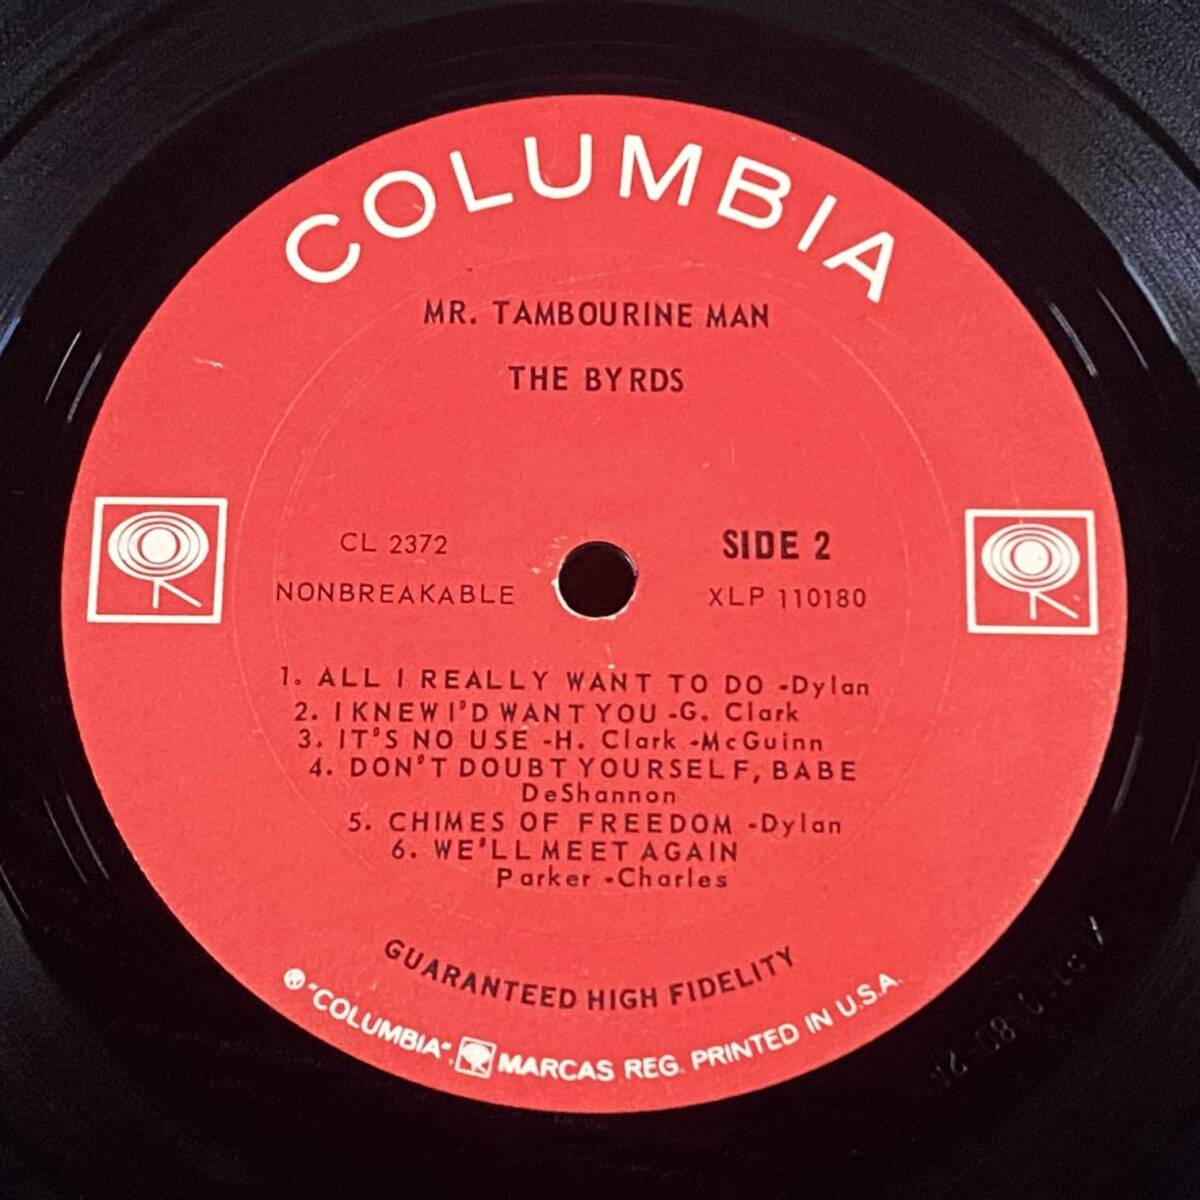 COLUMBIA
MR. TAMBOURINE MAN
THE BYRDS
CL 2372
NONBREAKABLE
SIDE 2
XLP 110180
1. ALL I REALLY WANT TO DO -Dylan
2. I KNEW I'D WANT YOU -G. Clark
3. IT'S NO USE -H. Clark -McGuinn
4. DON'T DOUBT YOURSELF, BABE
DeShannon
5. CHIMES OF FREEDOM -Dylan
6. WE'LL MEET AGAIN
Parker -Charles
GUARANTEED HIGH FIDELITY
® "COLUMBIA", MARCAS REG. PRINTED IN U.S.A.